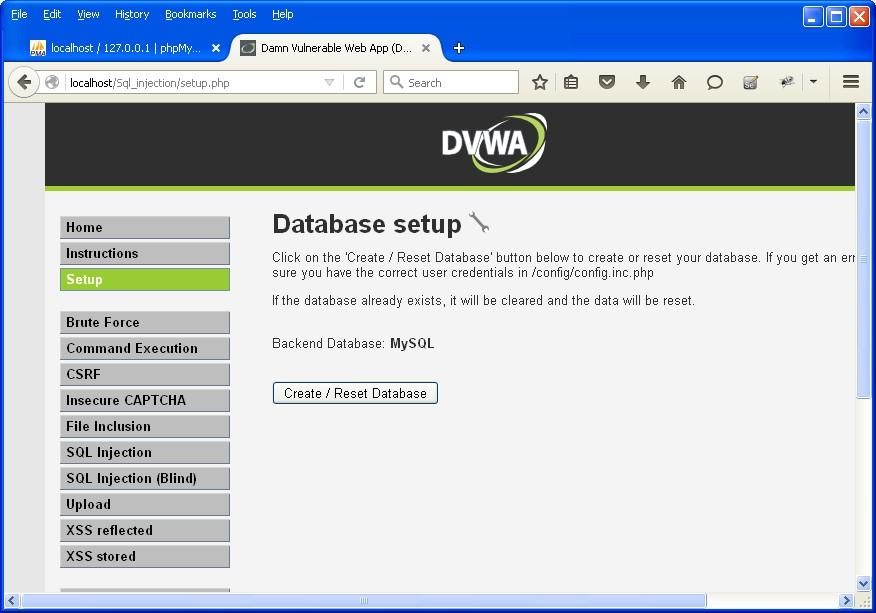 File Edit View History Bookmarks Tools Help
localhost / 127.0.0.1 | phpMy...
Damn Vulnerable Web App (D...
localhost/Sql_injection/setup.php
Search
DVWA
Home
Instructions
Setup
Brute Force
Command Execution
CSRF
Insecure CAPTCHA
File Inclusion
SQL Injection
SQL Injection (Blind)
Upload
XSS reflected
XSS stored
Database setup
Click on the 'Create / Reset Database' button below to create or reset your database. If you get an err
sure you have the correct user credentials in /config/config.inc.php
If the database already exists, it will be cleared and the data will be reset.
Backend Database: MySQL
Create / Reset Database